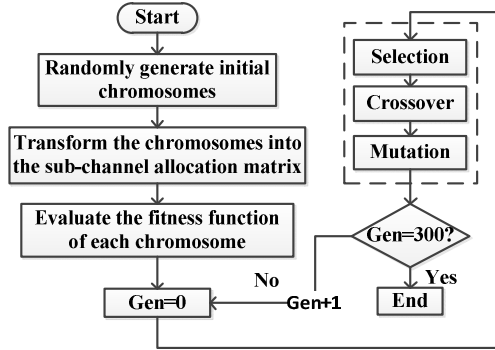 Start
Randomly generate initial
chromosomes
Transform the chromosomes into
the sub-channel allocation matrix
Evaluate the fitness function
of each chromosome
Gen=0
Selection
Crossover
Mutation
Gen=300?
No
Gen+1
Yes
End